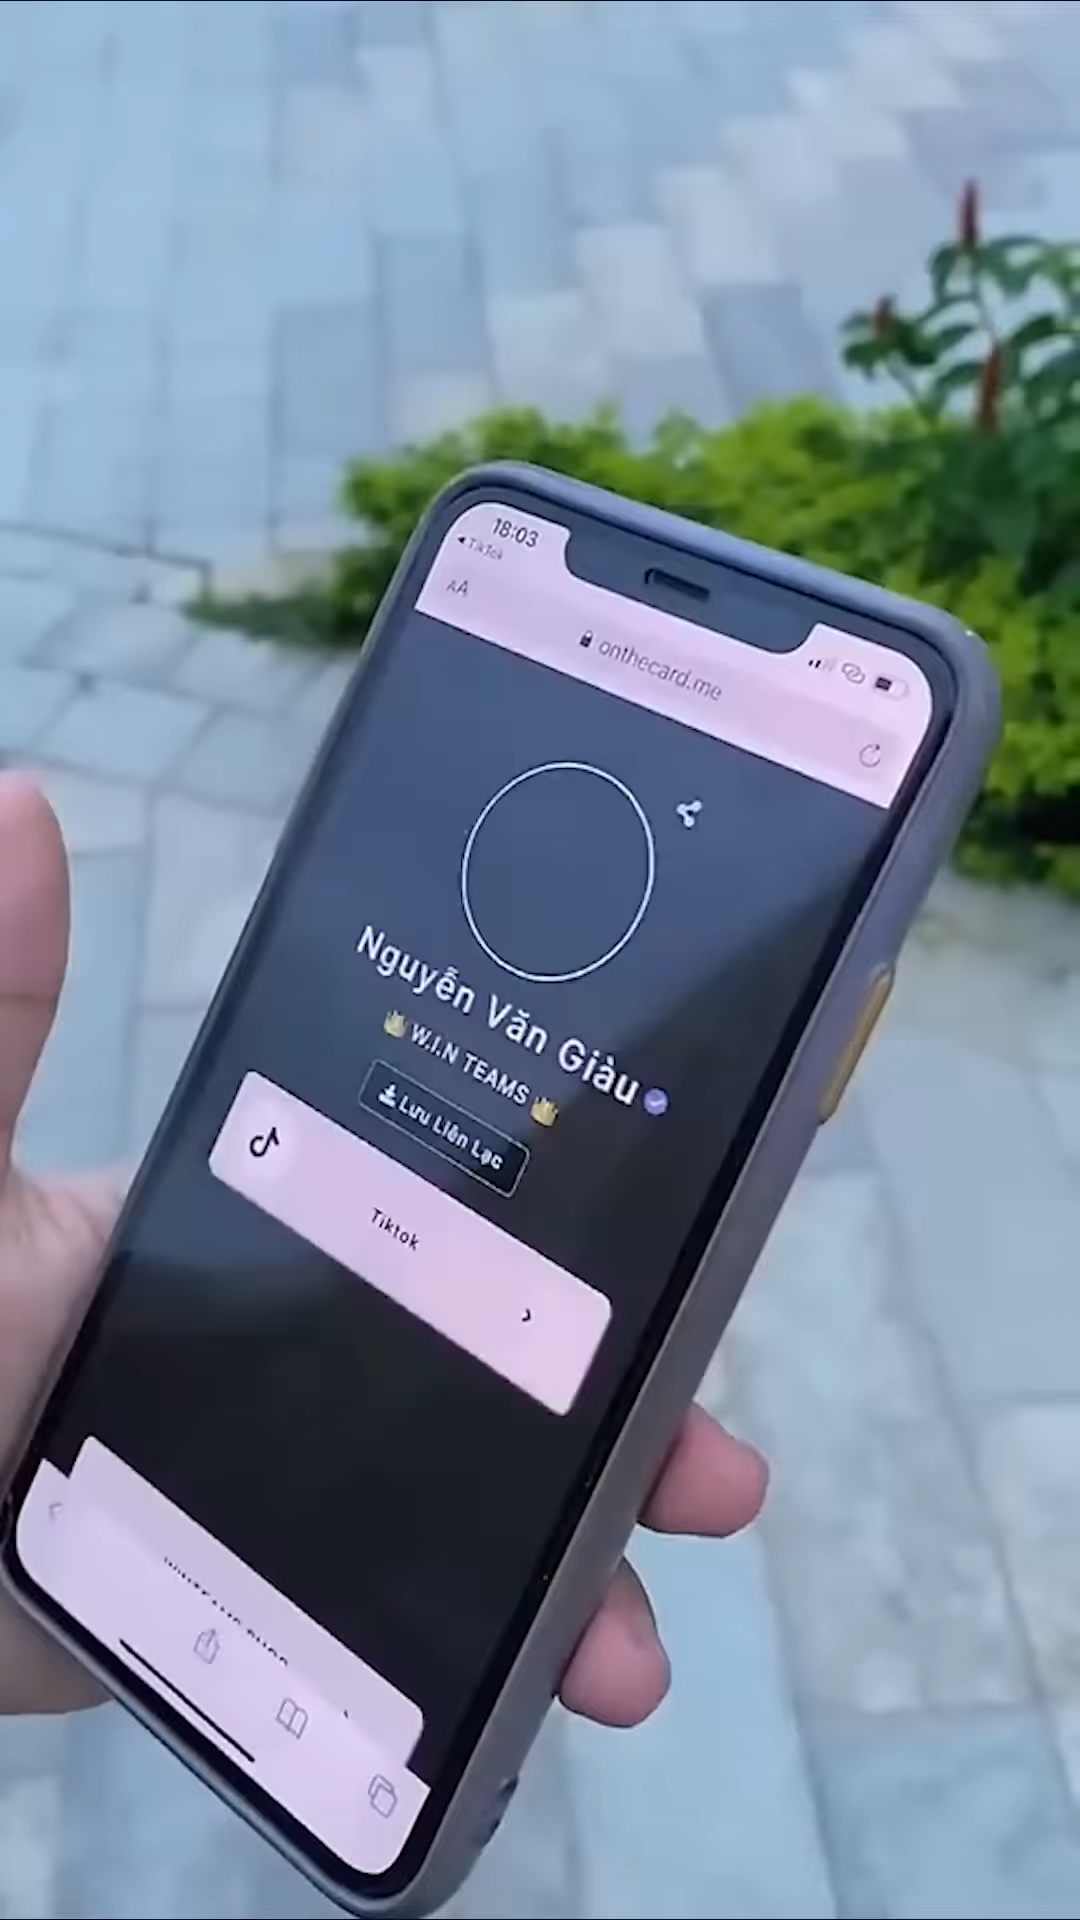 18:03
◀ TikTok
AA
onthecard.me
Nguyễn Văn Giàu
W.I.N TEAMS
Lưu Liên Lạc
Tiktok